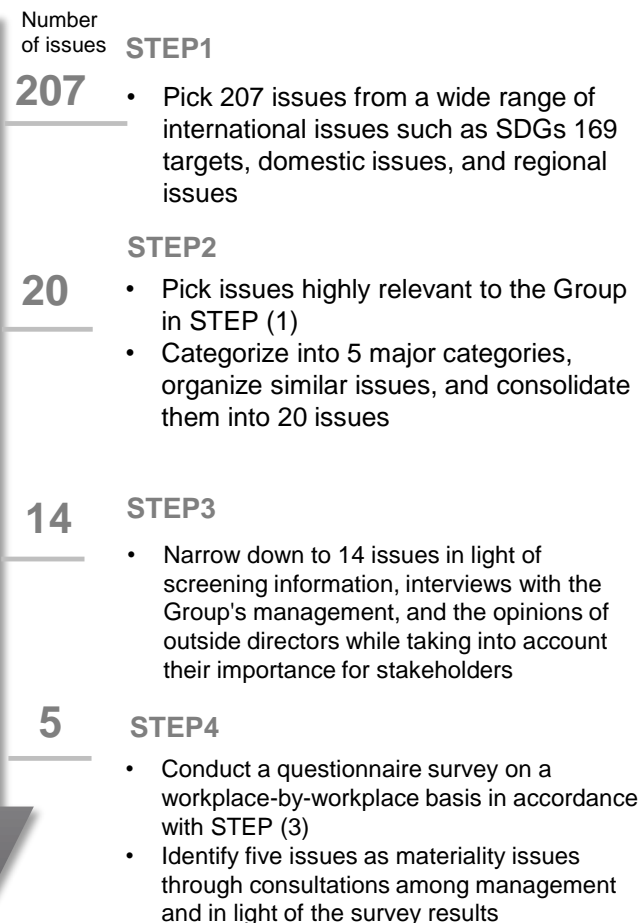 Number
of issues
STEP1
207
• Pick 207 issues from a wide range of
international issues such as SDGs 169
targets, domestic issues, and regional
issues
STEP2
20
• Pick issues highly relevant to the Group
in STEP (1)
• Categorize into 5 major categories,
organize similar issues, and consolidate
them into 20 issues
14
STEP3
• Narrow down to 14 issues in light of
screening information, interviews with the
Group's management, and the opinions of
outside directors while taking into account
their importance for stakeholders
5
STEP4
• Conduct a questionnaire survey on a
workplace-by-workplace basis in accordance
with STEP (3)
• Identify five issues as materiality issues
through consultations among management
and in light of the survey results